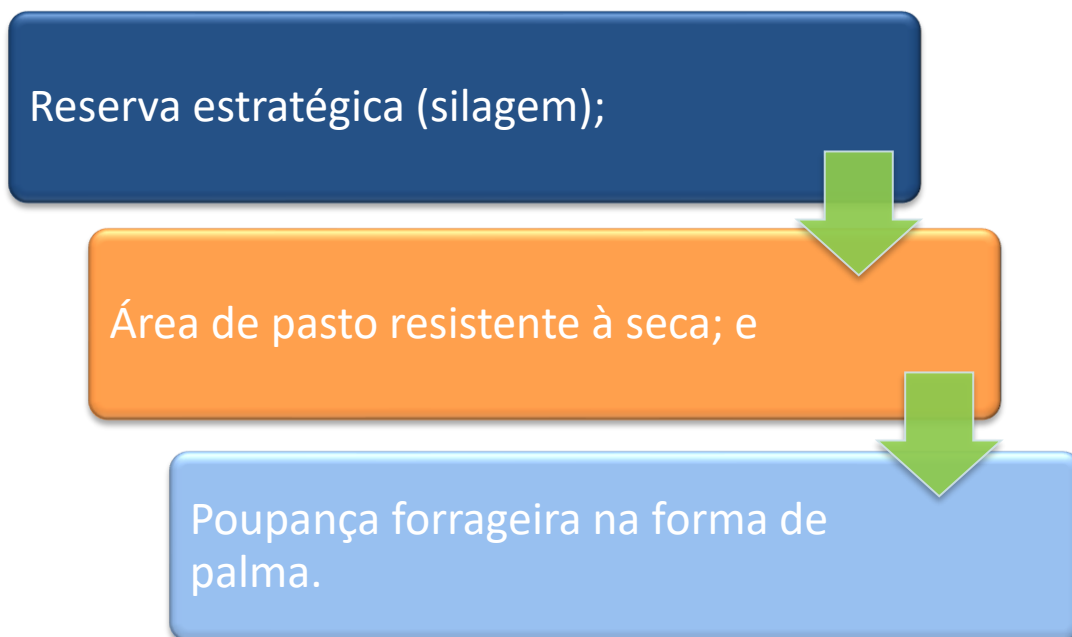 Reserva estratégica (silagem);
Área de pasto resistente à seca; e
Poupança forrageira na forma de
palma.